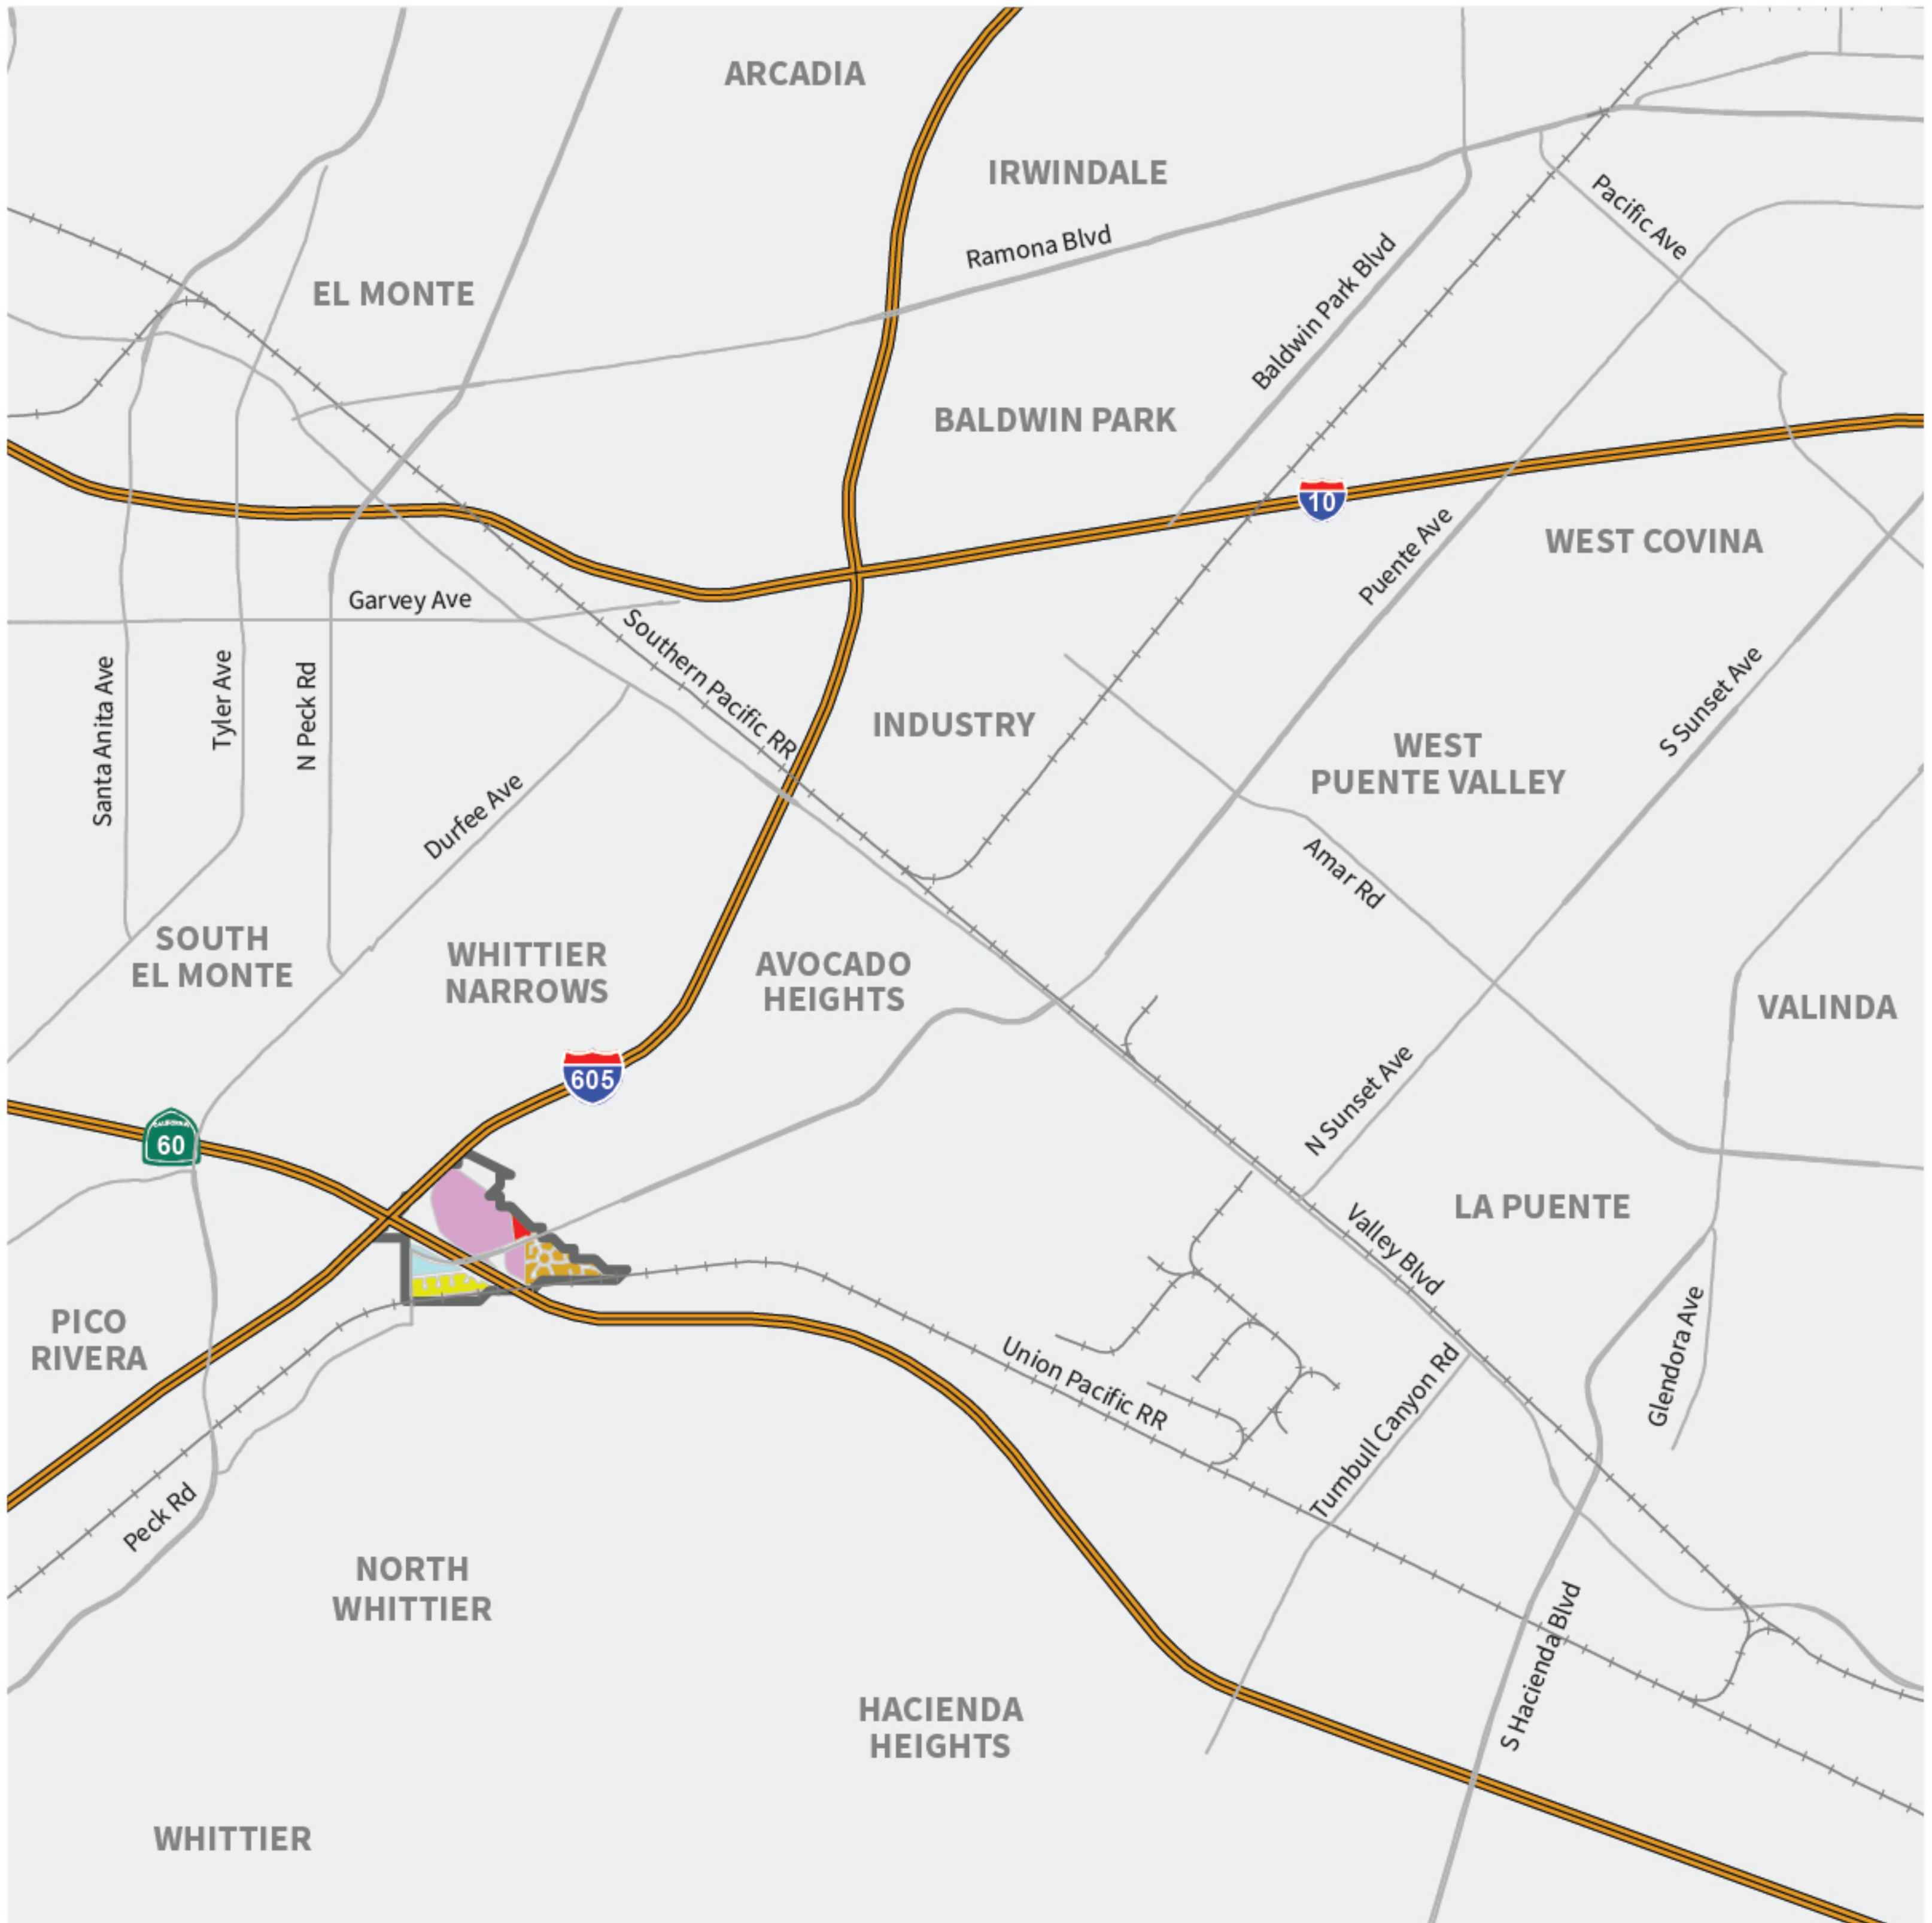 ARCADIA
IRWINDALE
Pacific Ave
Ramona Blvd
EL MONTE
Baldwin Park Blvd
BALDWIN PARK
10
WEST COVINA
Puente Ave
Garvey Ave
Southern Pacific RR
Santa Anita Ave
Tyler Ave
N Peck Rd
S Sunset Ave
INDUSTRY
WEST
PUENTE VALLEY
Durfee Ave
Amar Rd
SOUTH
EL MONTE
WHITTIER
NARROWS
AVOCADO
HEIGHTS
VALINDA
605
N Sunset Ave
CALIFORNIA
60
LA PUENTE
Valley Blvd
PICO
RIVERA
Glendora Ave
Union Pacific RR
Turnbull Canyon Rd
Peck Rd
NORTH
WHITTIER
S Hacienda Blvd
HACIENDA
HEIGHTS
WHITTIER